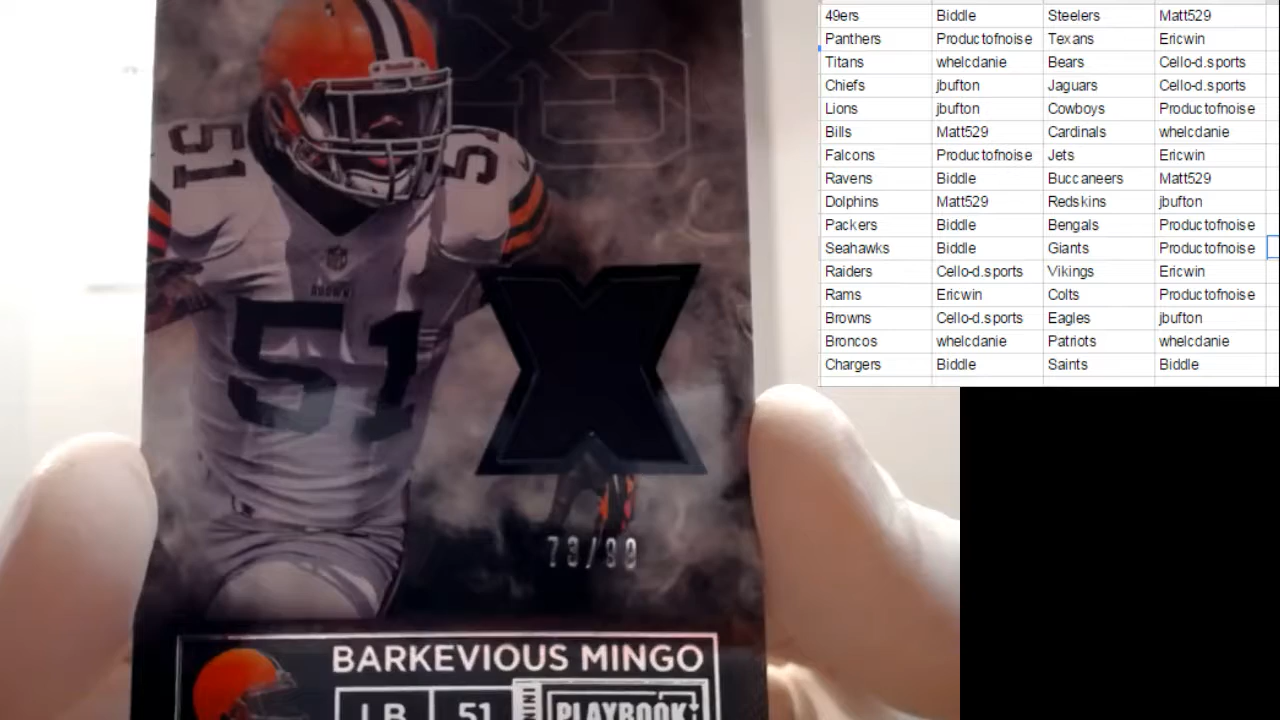 49ers Biddle Steelers Matt529
Panthers Productofnoise Texans Ericwin
Titans whelcdanie Bears Cello-d.sports
Chiefs jbufton Jaguars Cello-d.sports
Lions jbufton Cowboys Productofnoise
Bills Matt529 Cardinals whelcdanie
Falcons Productofnoise Jets Ericwin
Ravens Biddle Buccaneers Matt529
Dolphins Matt529 Redskins jbufton
Packers Biddle Bengals Productofnoise
Seahawks Biddle Giants Productofnoise
Raiders Cello-d.sports Vikings Ericwin
Rams Ericwin Colts Productofnoise
Browns Cello-d.sports Eagles jbufton
Broncos whelcdanie Patriots whelcdanie
Chargers Biddle Saints Biddle
51
NFL
BROWNS
51
X
BARKEVIOUS MINGO
LB 51
PLAYBOOK